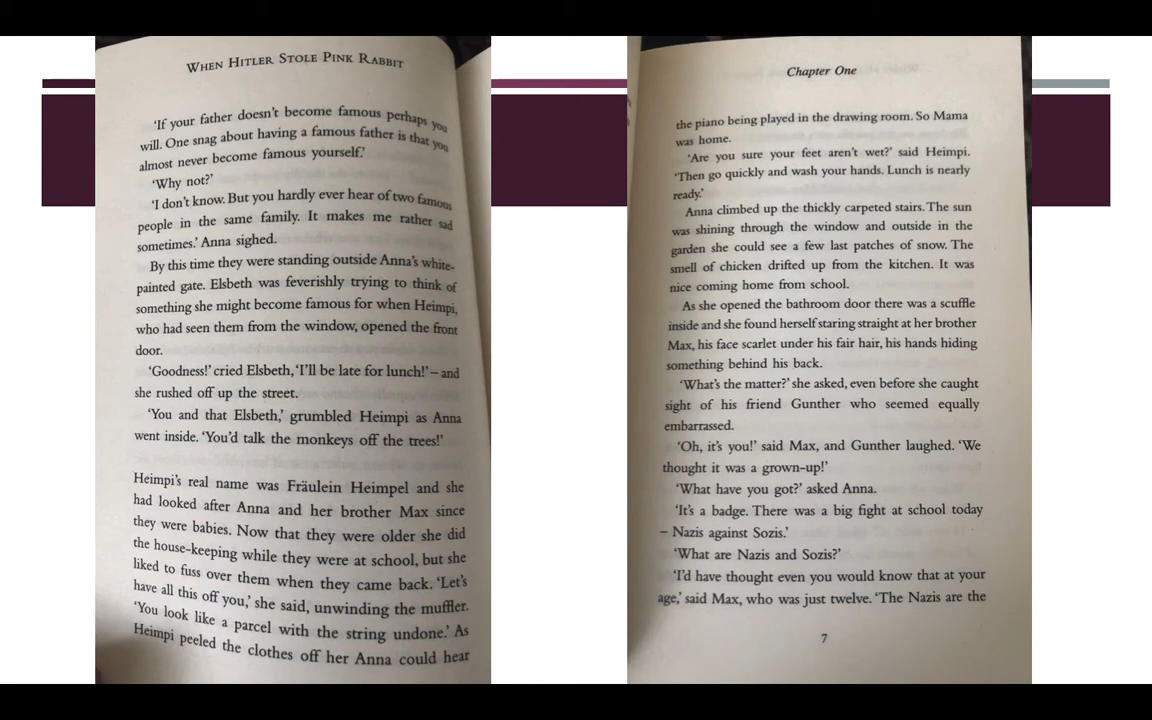 WHEN HITLER STOLE PINK RABBIT
'If your father doesn't become famous perhaps you
will. One snag about having a famous father is that you
almost never become famous yourself.'
'Why not?'
'I don't know. But you hardly ever hear of two famous
people in the same family. It makes me rather sad
sometimes.' Anna sighed.
By this time they were standing outside Anna's white-
painted gate. Elsbeth was feverishly trying to think of
something she might become famous for when Heimpi,
who had seen them from the window, opened the front
door.
'Goodness!' cried Elsbeth, 'I'll be late for lunch!' – and
she rushed off up the street.
'You and that Elsbeth,' grumbled Heimpi as Anna
went inside. 'You'd talk the monkeys off the trees!'
Heimpi's real name was Fräulein Heimpel and she
had looked after Anna and her brother Max since
they were babies. Now that they were older she did
the house-keeping while they were at school, but she
liked to fuss over them when they came back. 'Let's
have all this off you,' she said, unwinding the muffler.
'You look like a parcel with the string undone.' As
Heimpi peeled the clothes off her Anna could hear
Chapter One
the piano being played in the drawing room. So Mama
was home.
'Are you sure your feet aren't wet?' said Heimpi.
'Then go quickly and wash your hands. Lunch is nearly
ready.'
Anna climbed up the thickly carpeted stairs. The sun
was shining through the window and outside in the
garden she could see a few last patches of snow. The
smell of chicken drifted up from the kitchen. It was
nice coming home from school.
As she opened the bathroom door there was a scuffle
inside and she found herself staring straight at her brother
Max, his face scarlet under his fair hair, his hands hiding
something behind his back.
'What's the matter?' she asked, even before she caught
sight of his friend Gunther who seemed equally
embarrassed.
'Oh, it's you!' said Max, and Gunther laughed. 'We
thought it was a grown-up!'
'What have you got?' asked Anna.
'It's a badge. There was a big fight at school today
– Nazis against Sozis.'
'What are Nazis and Sozis?'
'I'd have thought even you would know that at your
age,' said Max, who was just twelve. 'The Nazis are the
7